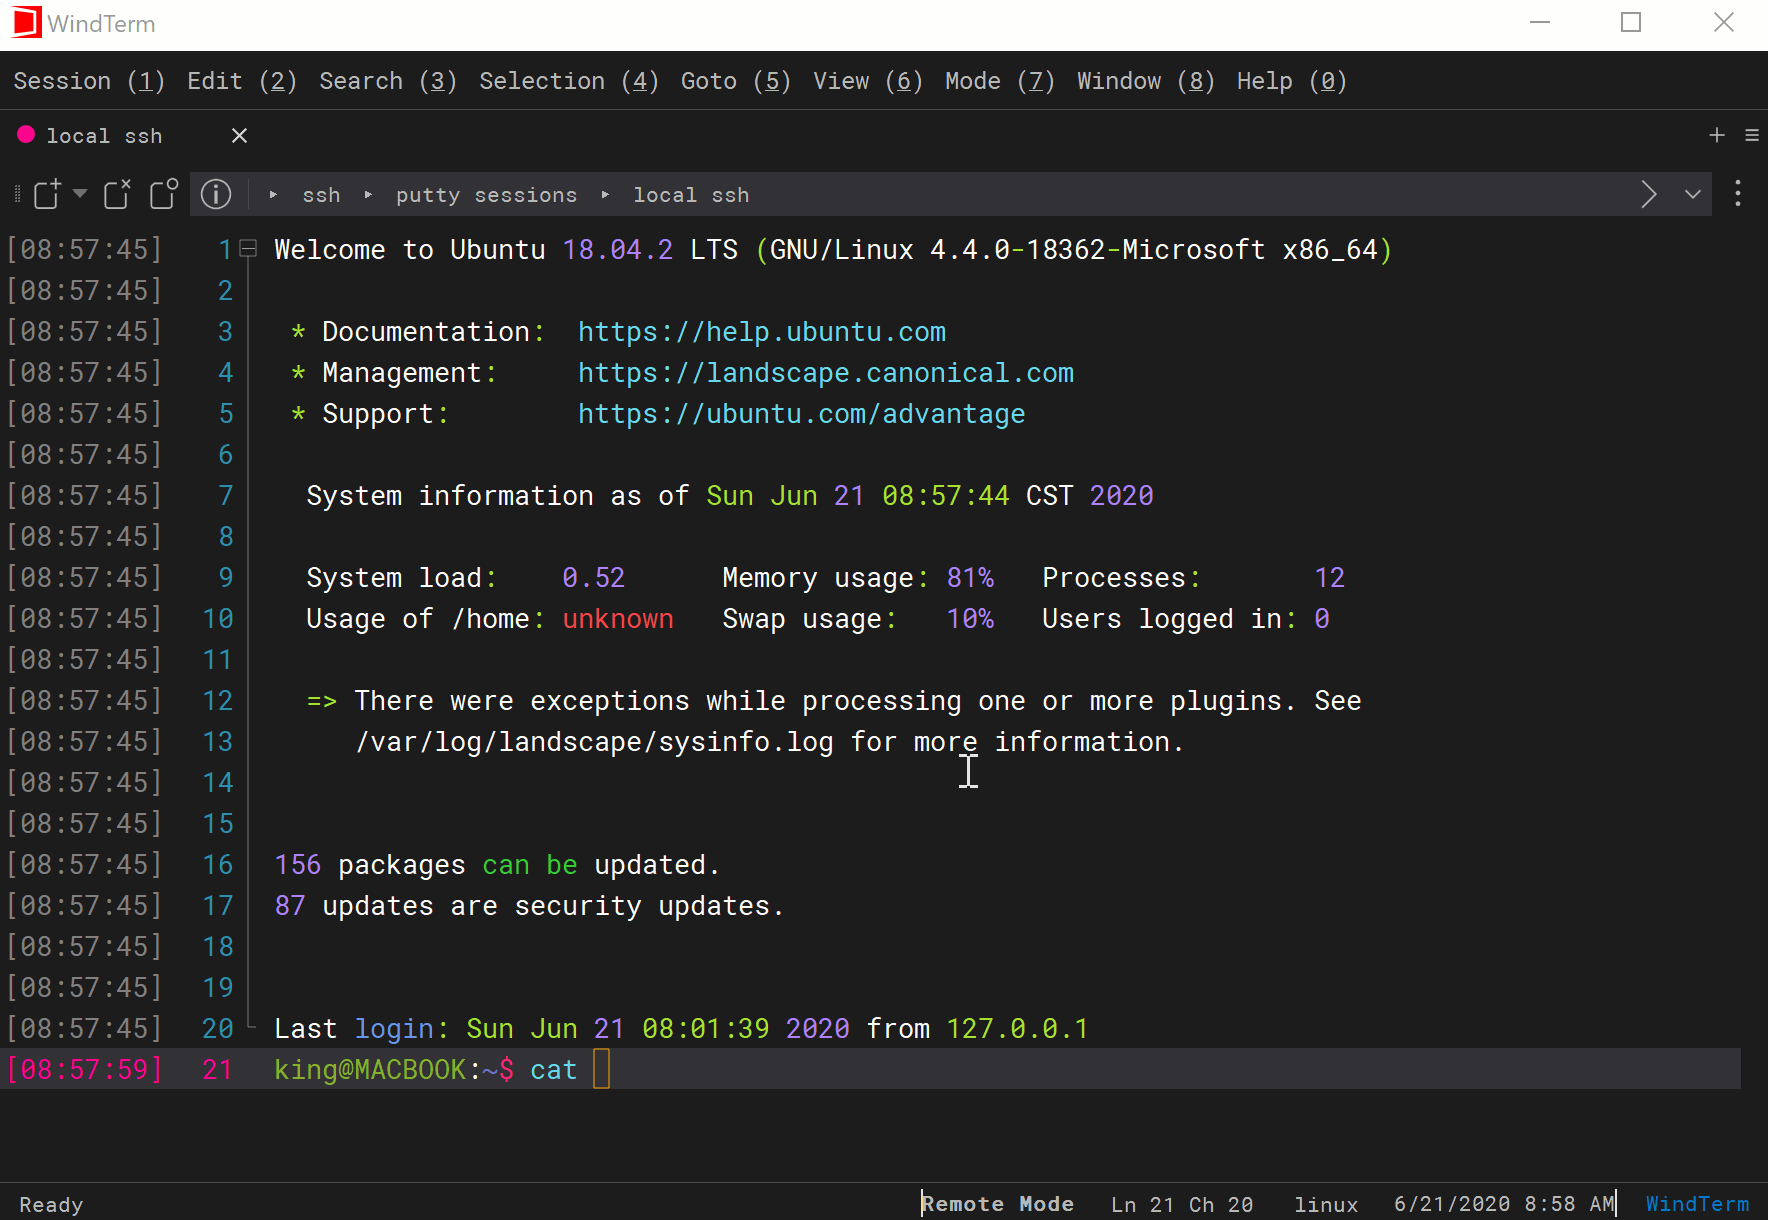 WindTerm
Session (1) Edit (2) Search (3) Selection (4) Goto (5) View (6) Mode (7) Window (8) Help (0)
local ssh
ssh putty sessions local ssh
[08:57:45] 1 Welcome to Ubuntu 18.04.2 LTS (GNU/Linux 4.4.0-18362-Microsoft x86_64)
[08:57:45] 2
[08:57:45] 3 * Documentation: https://help.ubuntu.com
[08:57:45] 4 * Management: https://landscape.canonical.com
[08:57:45] 5 * Support: https://ubuntu.com/advantage
[08:57:45] 6
[08:57:45] 7 System information as of Sun Jun 21 08:57:44 CST 2020
[08:57:45] 8
[08:57:45] 9 System load: 0.52 Memory usage: 81% Processes: 12
[08:57:45] 10 Usage of /home: unknown Swap usage: 10% Users logged in: 0
[08:57:45] 11
[08:57:45] 12 => There were exceptions while processing one or more plugins. See
[08:57:45] 13 /var/log/landscape/sysinfo.log for more information.
[08:57:45] 14
[08:57:45] 15
[08:57:45] 16 156 packages can be updated.
[08:57:45] 17 87 updates are security updates.
[08:57:45] 18
[08:57:45] 19
[08:57:45] 20 Last login: Sun Jun 21 08:01:39 2020 from 127.0.0.1
[08:57:59] 21 king@MACBOOK:~$ cat
Ready Remote Mode Ln 21 Ch 20 linux 6/21/2020 8:58 AM WindTerm